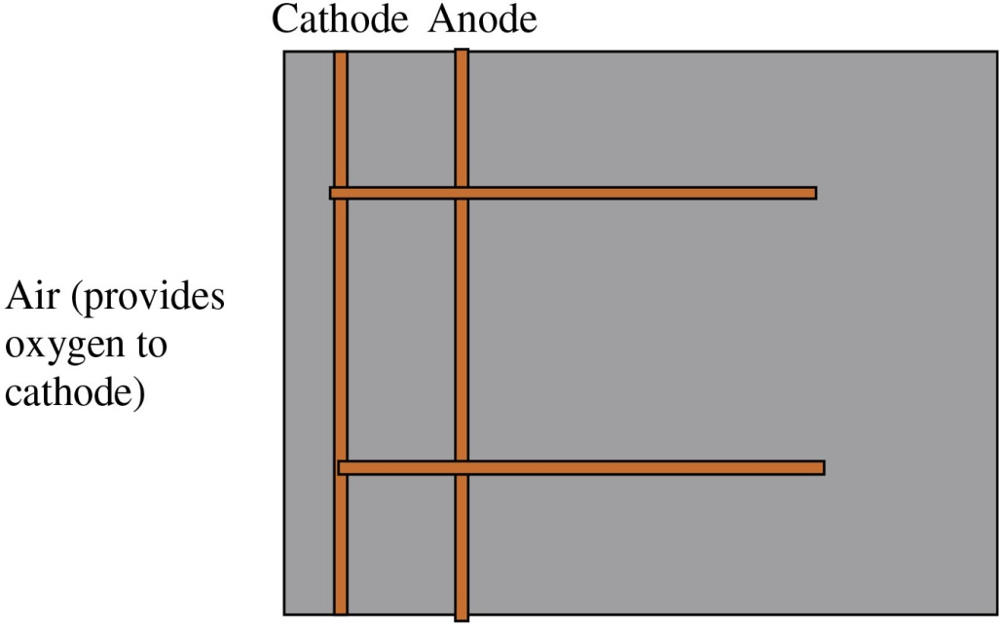 Cathode Anode
Air (provides
oxygen to
cathode)